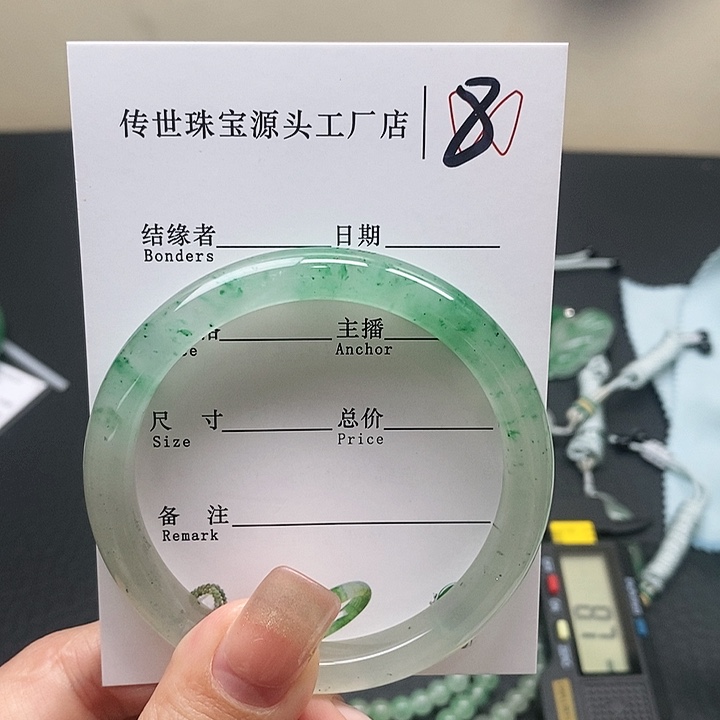 传世珠宝源头工厂店 8
结缘者 日期
Bonders
主播
Anchor
尺 寸 总价
Size Price
备 注
Remark